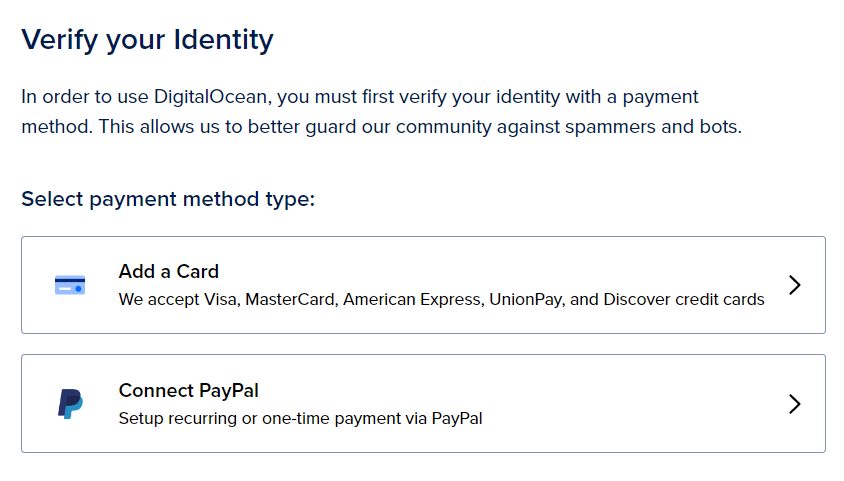 Verify your Identity
In order to use DigitalOcean, you must first verify your identity with a payment
method. This allows us to better guard our community against spammers and bots.
Select payment method type:
Add a Card
We accept Visa, MasterCard, American Express, UnionPay, and Discover credit cards
Connect PayPal
Setup recurring or one-time payment via PayPal